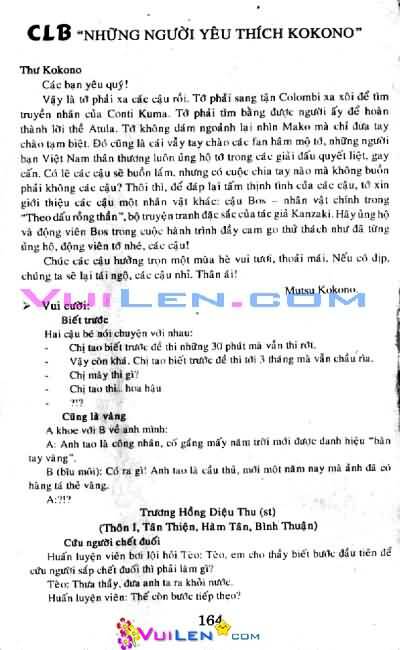 CLB "NHỮNG NGƯỜI YÊU THÍCH KOKONO"
Thư Kokono
Các bạn yêu quý!
Vậy là tớ phải xa các cậu rồi. Tớ phải sang tận Colombi xa xôi để tìm
truyền nhân của Conti Kuma. Tớ phải tìm bằng được người ấy để hoàn
thành lời thề Atula. Tớ không dám ngoảnh lại nhìn Mako mà chỉ đưa tay
chào tạm biệt. Đó cũng là cái vẫy tay chào các fan hâm mộ tớ, những người
bạn Việt Nam thân thương luôn ủng hộ tớ trong các giải đấu quyết liệt, gay
cấn. Có lẽ các cậu sẽ buồn lắm, nhưng có cuộc chia tay nào mà không buồn
phải không các cậu? Thôi thì, để đáp lại tấm thịnh tình của các cậu, tớ xin
giới thiệu các cậu một nhân vật khác: cậu Bos – nhân vật chính trong
"Theo dấu rồng thần", bộ truyện tranh đặc sắc của tác giả Kanzaki. Hãy ủng hộ
và động viên Bos trong cuộc hành trình đầy cam go thử thách như đã từng
ủng hộ, động viên tớ nhé, các cậu!
Chúc các cậu hưởng trọn một mùa hè vui tươi, thoải mái. Nếu có dịp,
chúng ta sẽ lại tái ngộ, các cậu nhỉ. Thân ái!
Mutsu Kokono
VUILEN.COM
➢ Vui cười:
Biết trước
Hai cậu bé nói chuyện với nhau:
- Chị tao biết trước đề thi những 30 phút mà vẫn thi rớt.
- Vậy còn khá. Chị tao biết trước đề thi tới 3 tháng mà vẫn chầu rìa.
- Chị mày thi gì?
- Chị tao thi... hoa hậu
- ?!?
Cũng là vàng
A khoe với B về anh mình:
A: Anh tao là công nhân, cố gắng mấy năm trời mới được danh hiệu "bàn
tay vàng".
B (bĩu môi): Có ra gì! Anh tao là cầu thủ, mới một năm nay mà ảnh đã có
hàng tá thẻ vàng.
A:?!?
Trương Hồng Diệu Thu (st)
(Thôn I, Tân Thiện, Hàm Tân, Bình Thuận)
Cứu người chết đuối
Huấn luyện viên bơi lội hỏi Tèo: Tèo, em cho thầy biết bước đầu tiên để
cứu người sắp chết đuối thì phải làm gì?
Tèo: Thưa thầy, đưa anh ta ra khỏi nước.
Huấn luyện viên: Thế còn bước tiếp theo?
164
VUILEN.COM